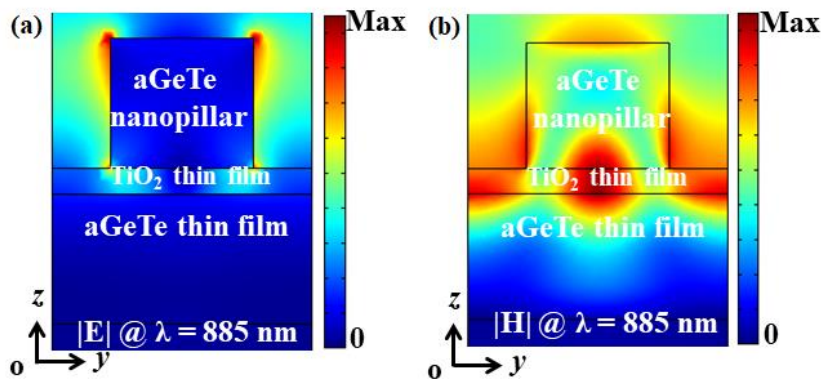 (a)
Max
aGeTe
nanopillar
TiO₂ thin film
aGeTe thin film
z
|E| @ λ = 885 nm
0
o
y
(b)
Max
aGeTe
nanopillar
TiO₂ thin film
aGeTe thin film
z
|H| @ λ = 885 nm
0
o
y